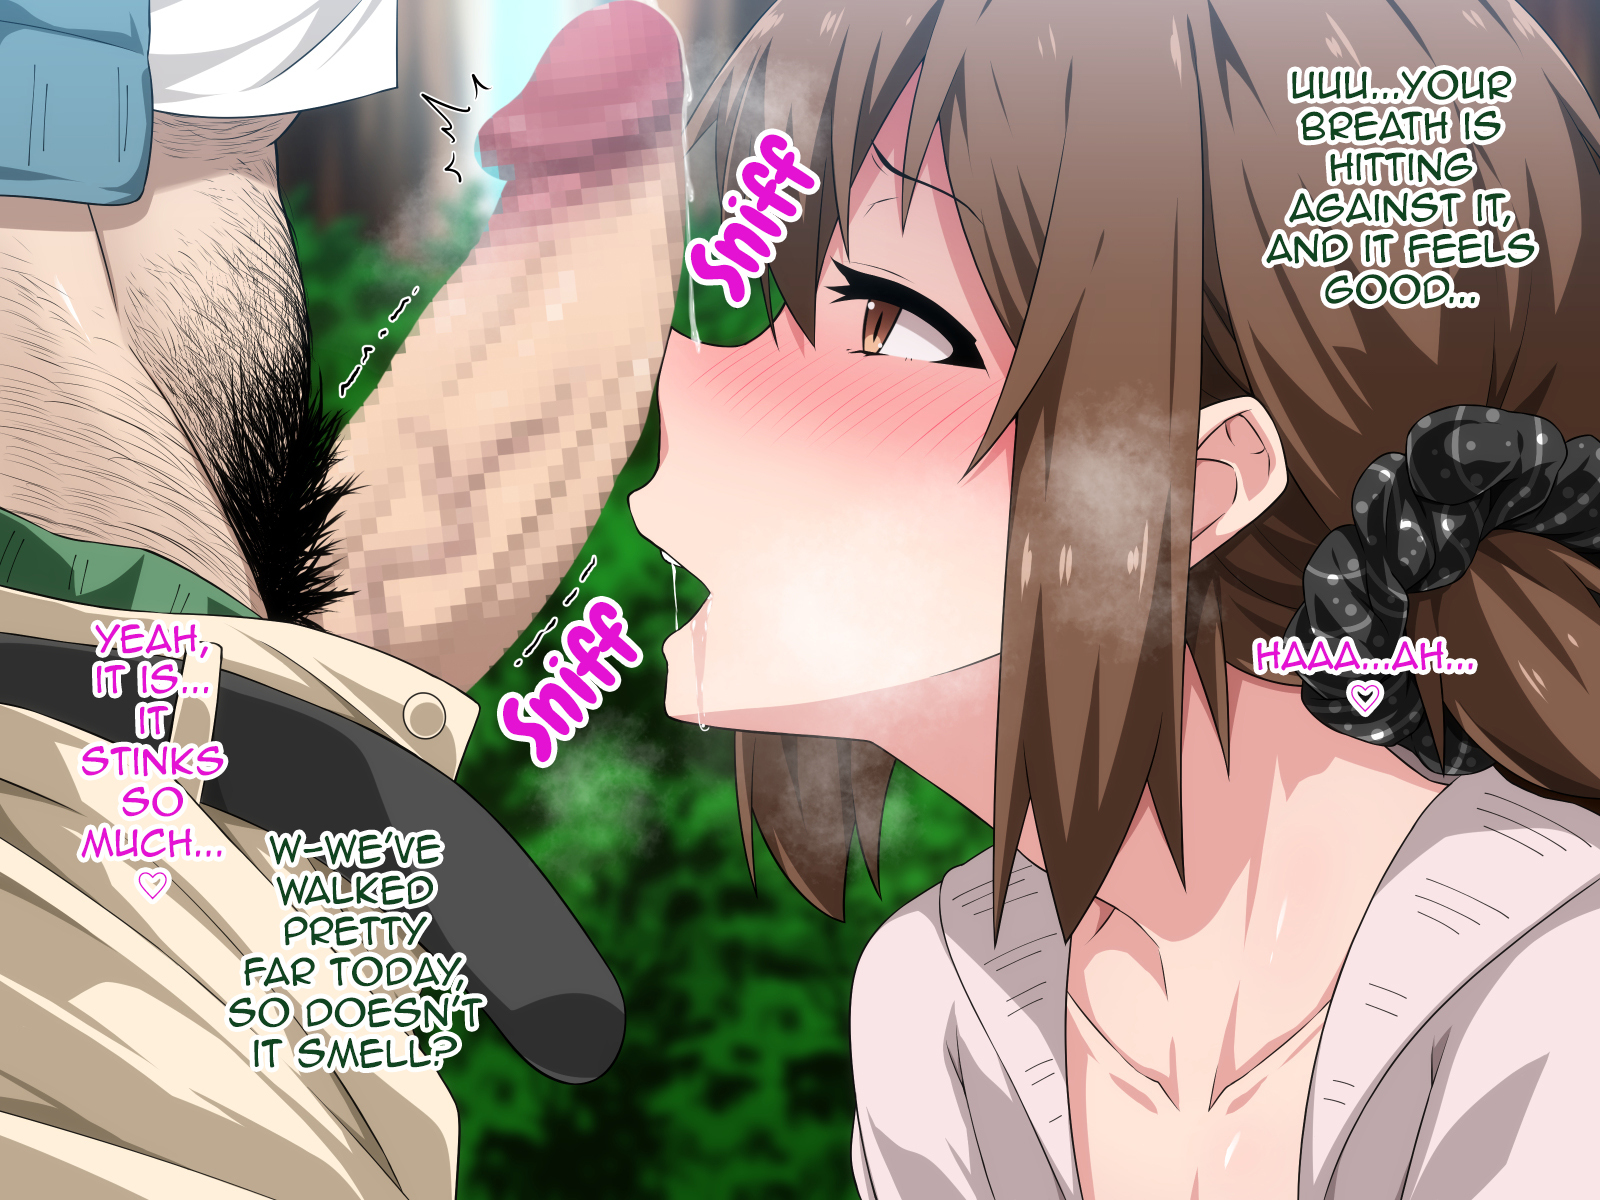 UUU...YOUR
BREATH IS
HITTING
AGAINST IT,
AND IT FEELS
GOOD...
Sniff
Sniff
HAAA...AH...
♡
YEAH,
IT IS...
IT
STINKS
SO
MUCH...
♡
W-WE'VE
WALKED
PRETTY
FAR TODAY,
SO DOESN'T
IT SMELL?